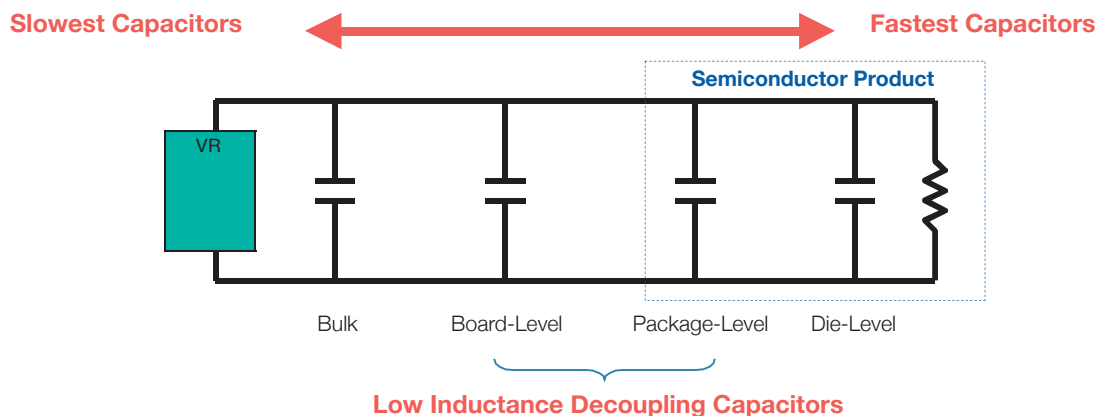 Slowest Capacitors
Fastest Capacitors
Semiconductor Product
VR
Bulk
Board-Level
Package-Level
Die-Level
Low Inductance Decoupling Capacitors